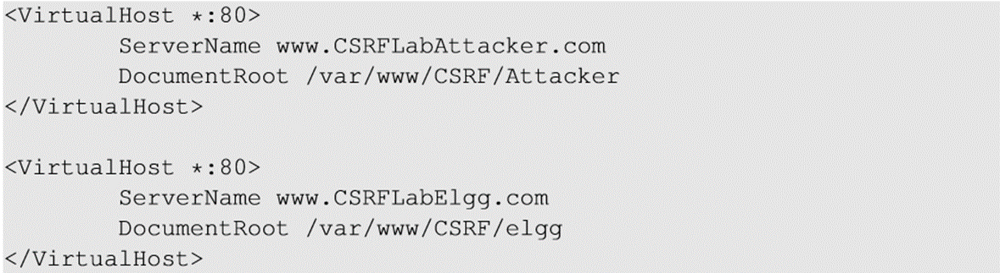 <VirtualHost *:80>
ServerName www.CSRFLabAttacker.com
DocumentRoot /var/www/CSRF/Attacker
</VirtualHost>
<VirtualHost *:80>
ServerName www.CSRFLabElgg.com
DocumentRoot /var/www/CSRF/elgg
</VirtualHost>